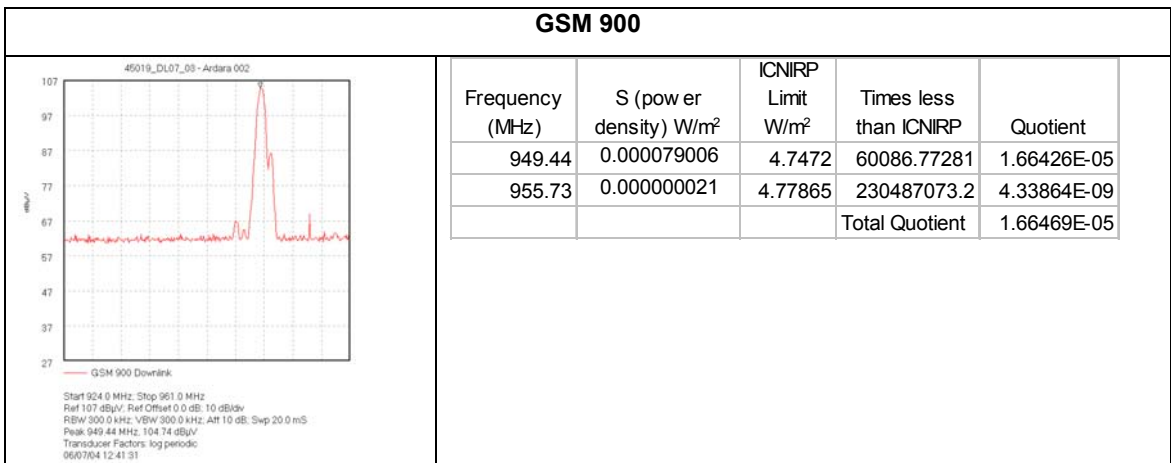 GSM 900
45019_DL07_03 - Ardara 002
107
97
87
77
67
57
47
37
27
dBµV
GSM 900 Downlink
Start 924.0 MHz; Stop 961.0 MHz
Ref 107 dBµV; Ref Offset 0.0 dB; 10 dB/div
RBW 300.0 kHz; VBW 300.0 kHz; Att 10 dB; Swp 20.0 mS
Peak 949.44 MHz, 104.74 dBµV
Transducer Factors: log periodic
06/07/04 12:41:31
Frequency (MHz) S (pow er density) W/m² ICNIRP Limit W/m² Times less than ICNIRP Quotient
949.44 0.000079006 4.7472 60086.77281 1.66426E-05
955.73 0.000000021 4.77865 230487073.2 4.33864E-09
Total Quotient 1.66469E-05